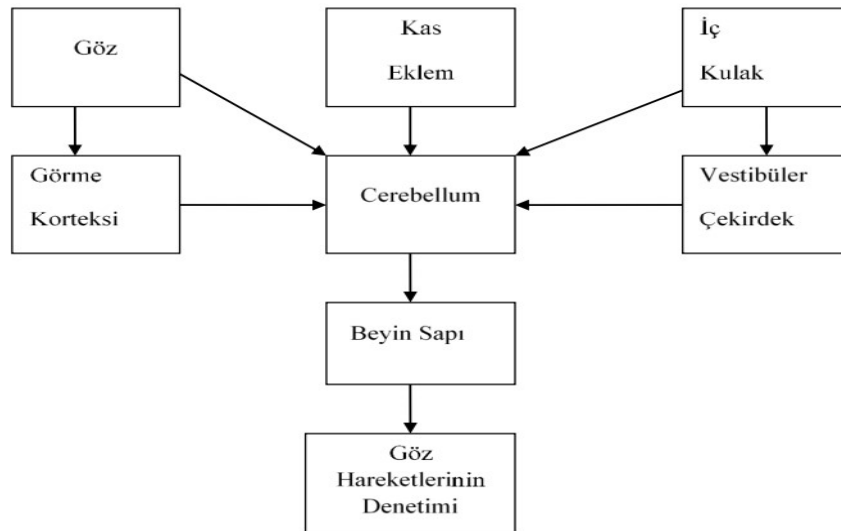 Göz
Kas
Eklem
İç
Kulak
Görme
Korteksi
Cerebellum
Vestibüler
Çekirdek
Beyin Sapı
Göz
Hareketlerinin
Denetimi